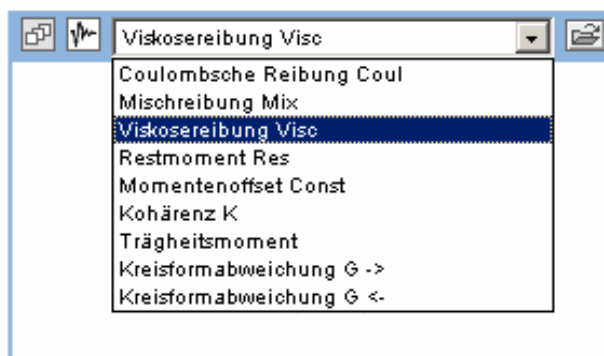 Viskosereibung Visc
Coulombsche Reibung Coul
Mischreibung Mix
Viskosereibung Visc
Restmoment Res
Momentenoffset Const
Kohärenz K
Trägheitsmoment
Kreisformabweichung G ->
Kreisformabweichung G <-